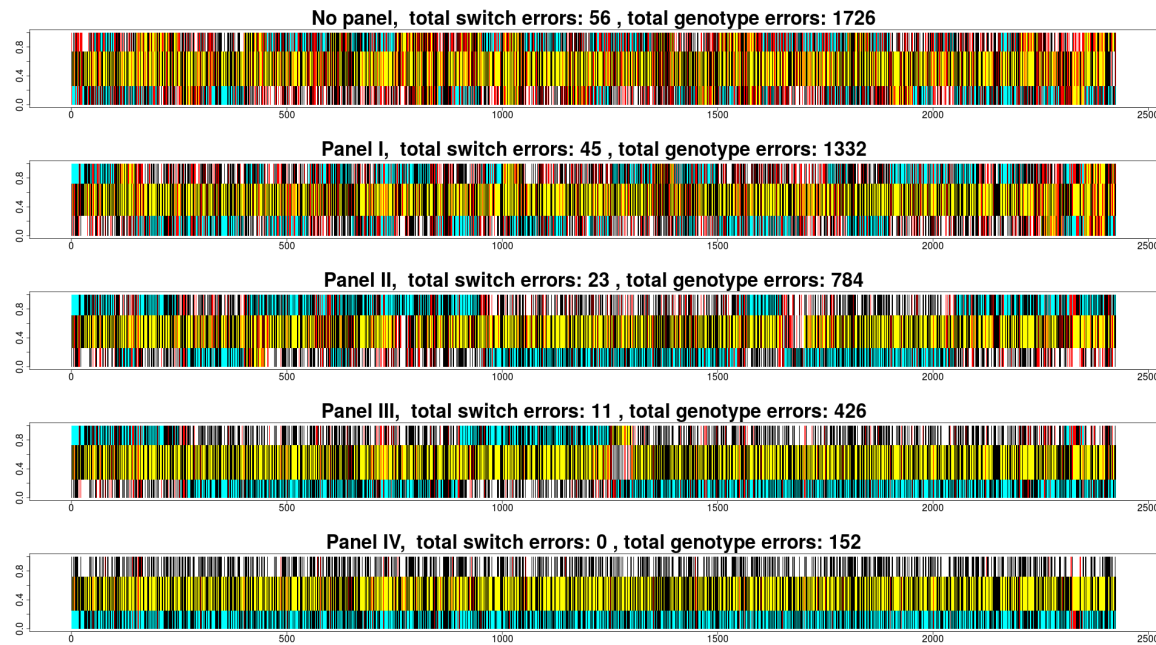 No panel, total switch errors: 56 , total genotype errors: 1726
0.8
0.4
0.0
0 500 1000 1500 2000 2500
Panel I, total switch errors: 45 , total genotype errors: 1332
0.8
0.4
0.0
0 500 1000 1500 2000 2500
Panel II, total switch errors: 23 , total genotype errors: 784
0.8
0.4
0.0
0 500 1000 1500 2000 2500
Panel III, total switch errors: 11 , total genotype errors: 426
0.8
0.4
0.0
0 500 1000 1500 2000 2500
Panel IV, total switch errors: 0 , total genotype errors: 152
0.8
0.4
0.0
0 500 1000 1500 2000 2500